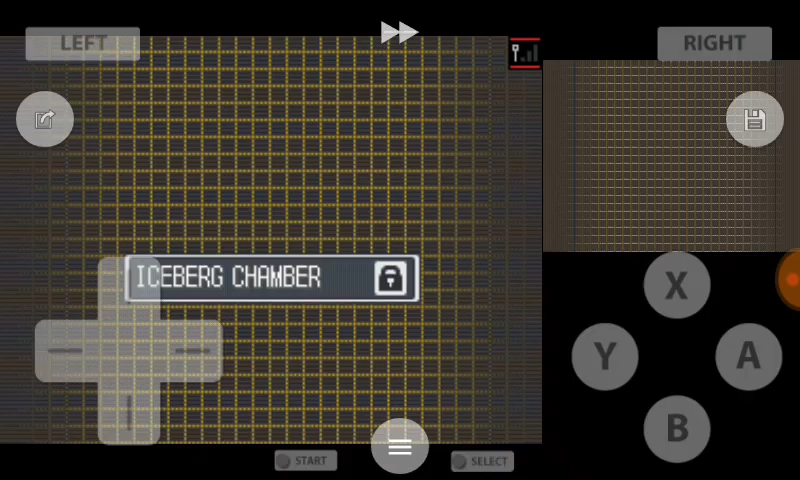 LEFT
RIGHT
ICEBERG CHAMBER
X
Y
A
B
START
SELECT